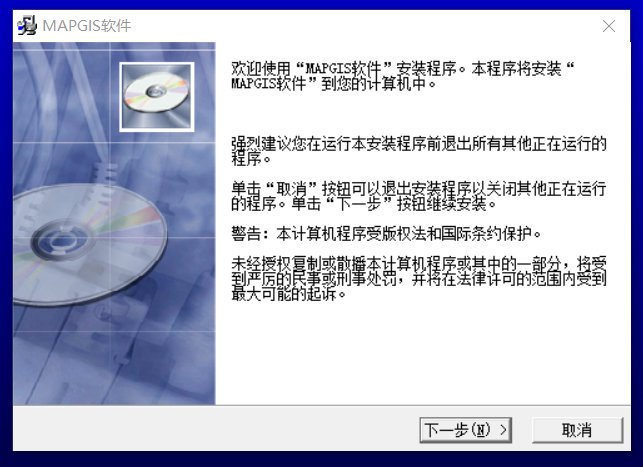 MAPGIS软件
欢迎使用“MAPGIS软件”安装程序。本程序将安装“
MAPGIS软件”到您的计算机中。
强烈建议您在运行本安装程序前退出所有其他正在运行的
程序。
单击“取消”按钮可以退出安装程序以关闭其他正在运行
的程序。单击“下一步”按钮继续安装。
警告：本计算机程序受版权法和国际条约保护。
未经授权复制或散播本计算机程序或其中的一部分，将受
到严厉的民事或刑事处罚，并将在法律许可的范围内受到
最大可能的起诉。
下一步(N) >
取消